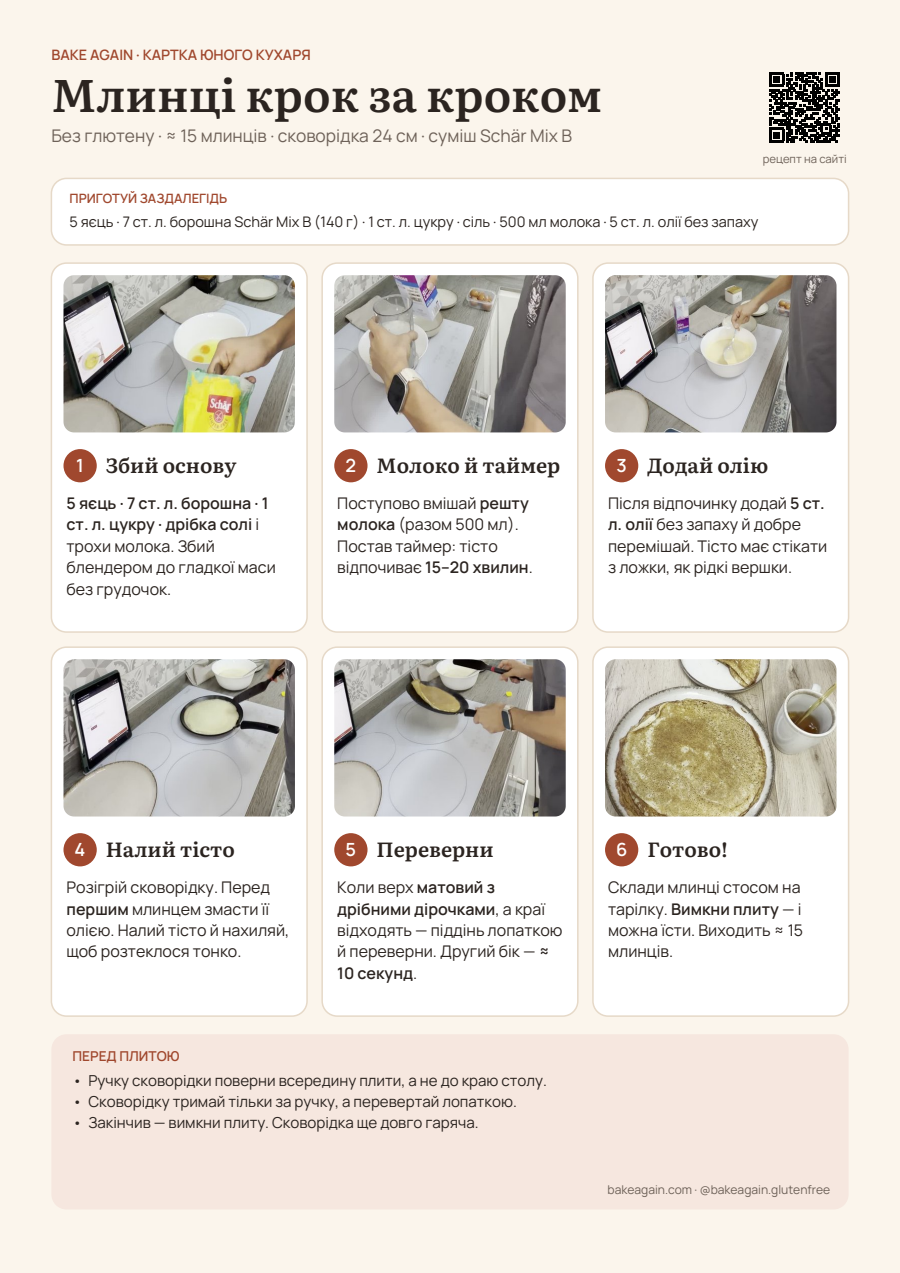 BAKE AGAIN · КАРТКА ЮНОГО КУХАРЯ
Млинці крок за кроком
Без глютену · ≈ 15 млинців · сковорідка 24 см · суміш Schär Mix B
рецепт на сайті
ПРИГОТУЙ ЗАЗДАЛЕГІДЬ
5 яєць · 7 ст. л. борошна Schär Mix B (140 г) · 1 ст. л. цукру · сіль · 500 мл молока · 5 ст. л. олії без запаху
Schär
1 Збий основу
5 яєць · 7 ст. л. борошна · 1
ст. л. цукру · дрібка солі і
трохи молока. Збий
блендером до гладкої маси
без грудочок.
2 Молоко й таймер
Поступово вмішай решту
молока (разом 500 мл).
Постав таймер: тісто
відпочиває 15–20 хвилин.
3 Додай олію
Після відпочинку додай 5 ст.
л. олії без запаху й добре
перемішай. Тісто має стікати
з ложки, як рідкі вершки.
4 Налий тісто
Розігрій сковорідку. Перед
першим млинцем змасти її
олією. Налий тісто й нахиляй,
щоб розтеклося тонко.
5 Переверни
Коли верх матовий з
дрібними дірочками, а краї
відходять — піддінь лопаткою
й переверни. Другий бік — ≈
10 секунд.
6 Готово!
Склади млинці стосом на
тарілку. Вимкни плиту — і
можна їсти. Виходить ≈ 15
млинців.
ПЕРЕД ПЛИТОЮ
• Ручку сковорідки поверни всередину плити, а не до краю столу.
• Сковорідку тримай тільки за ручку, а перевертай лопаткою.
• Закінчив — вимкни плиту. Сковорідка ще довго гаряча.
bakeagain.com · @bakeagain.glutenfree